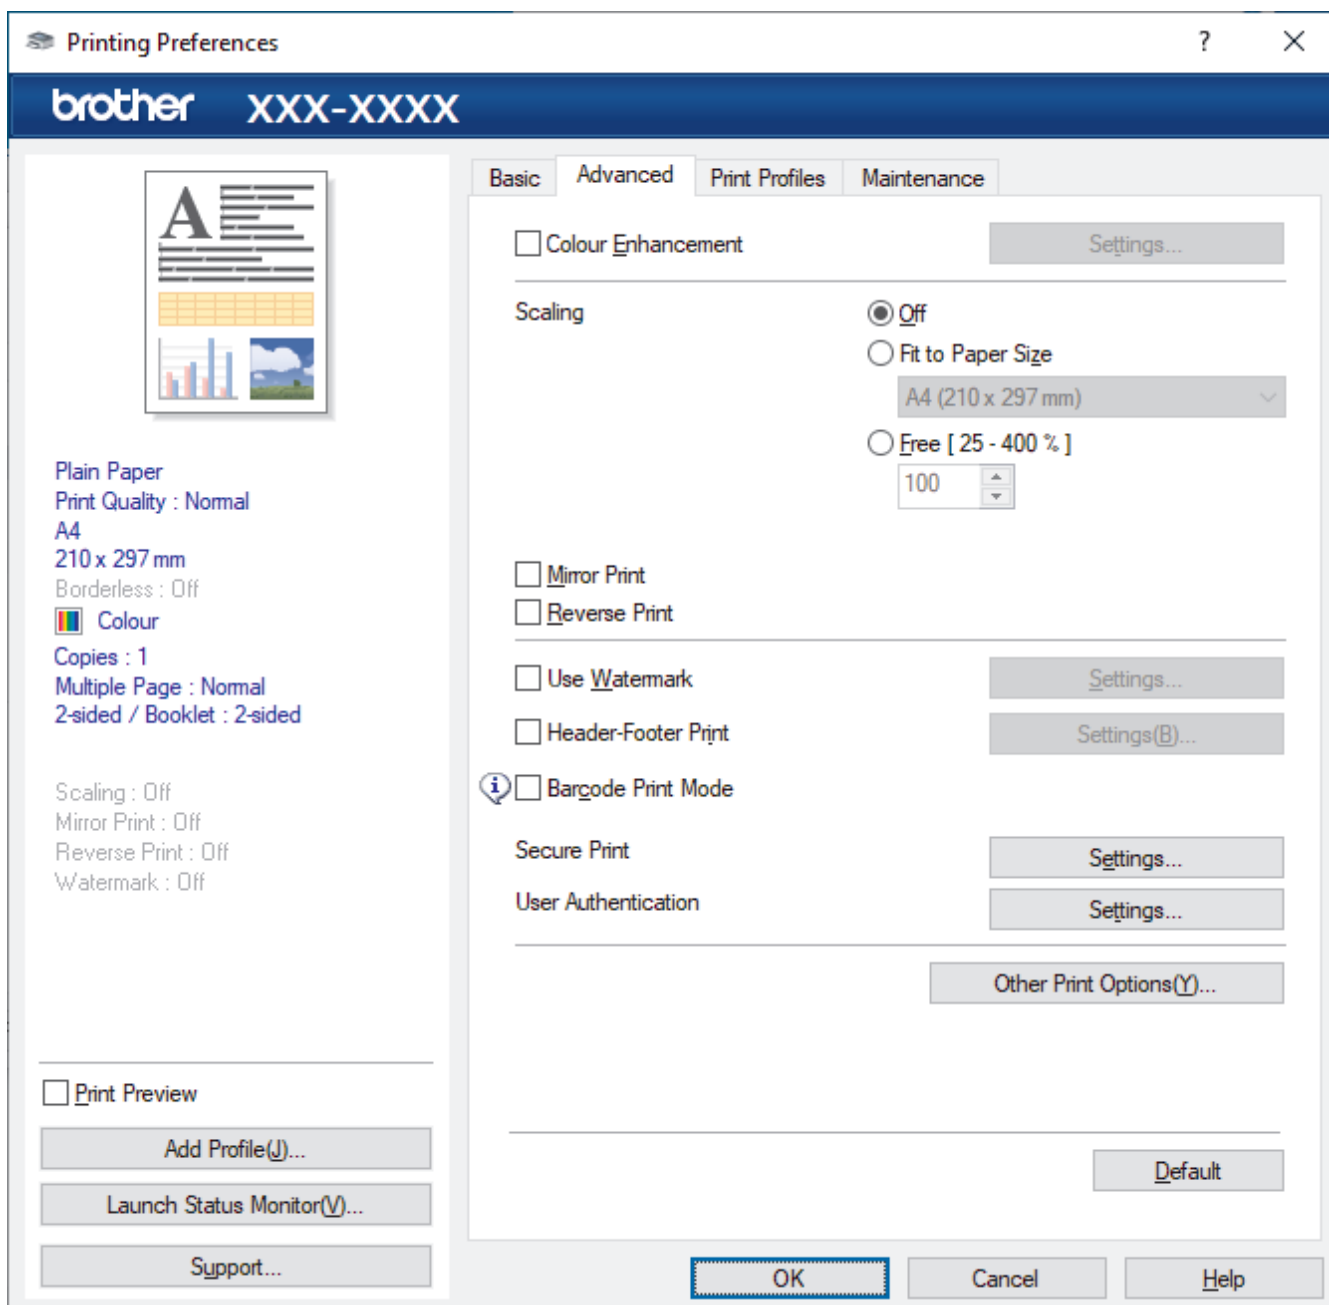 Printing Preferences
?
brother XXX-XXXX
A
Plain Paper
Print Quality : Normal
A4
210 x 297 mm
Borderless : Off
Colour
Copies : 1
Multiple Page : Normal
2-sided / Booklet : 2-sided
Scaling : Off
Mirror Print : Off
Reverse Print : Off
Watermark : Off
Print Preview
Add Profile(J)...
Launch Status Monitor(V)...
Support...
Basic Advanced Print Profiles Maintenance
Colour Enhancement Settings...
Scaling Off
Fit to Paper Size
A4 (210 x 297 mm)
Free [ 25 - 400 % ]
100
Mirror Print
Reverse Print
Use Watermark Settings...
Header-Footer Print Settings(B)...
i Barcode Print Mode
Secure Print Settings...
User Authentication Settings...
Other Print Options(Y)...
Default
OK Cancel Help